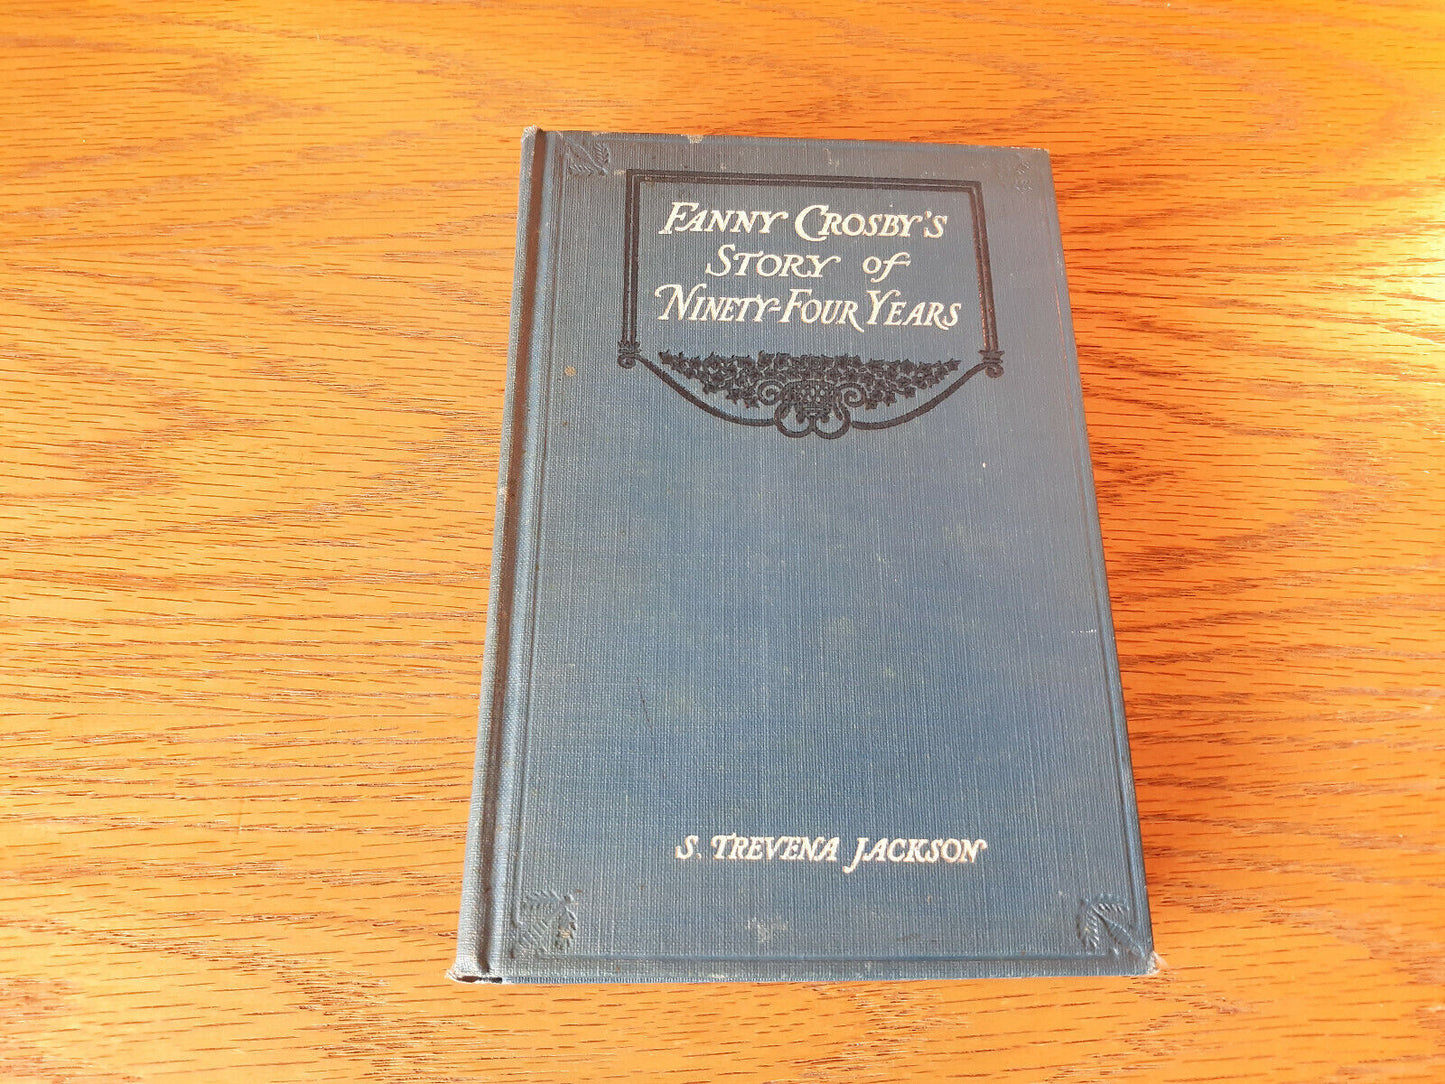 FANNY CROSBY'S
STORY of
NINETY-FOUR YEARS
S. TREVENA JACKSON